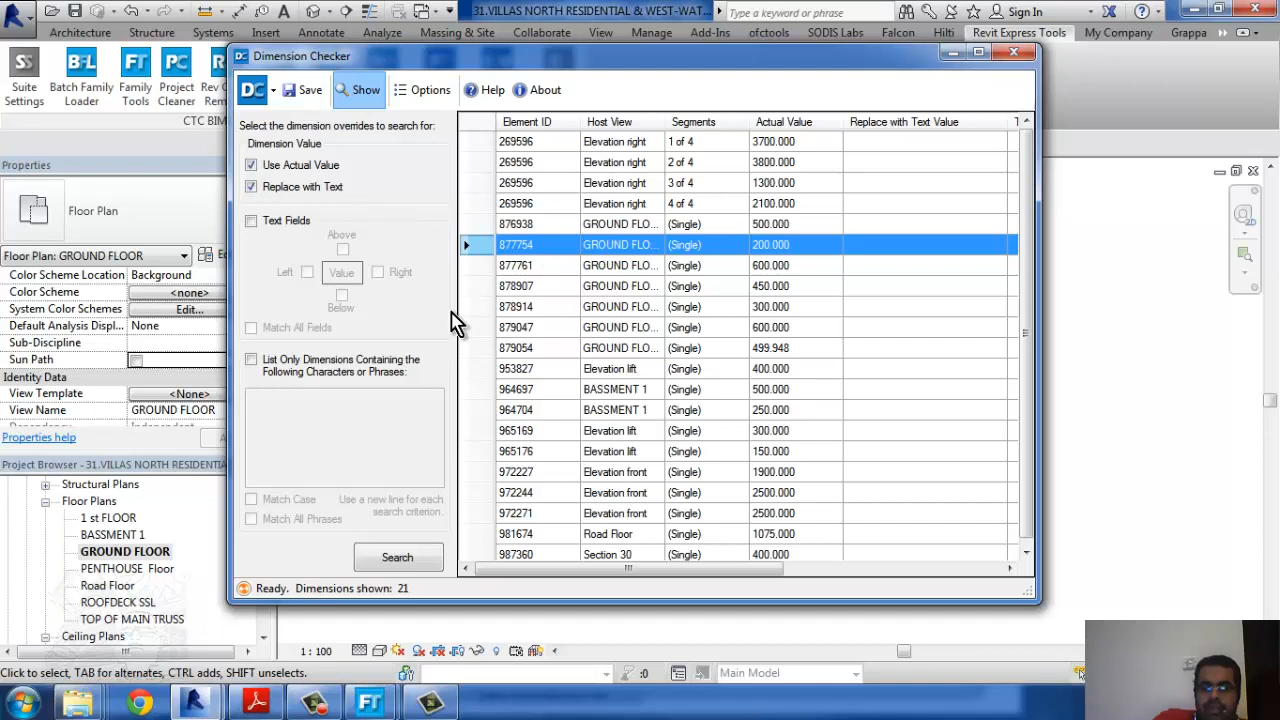 31.VILLAS NORTH RESIDENTIAL & WEST-WAT...
Type a keyword or phrase
Sign In
Architecture Structure Systems Insert Annotate Analyze Massing & Site Collaborate View Manage Add-Ins ofctools SODIS Labs Falcon Hilti Revit Express Tools My Company Grappa
Suite Settings
Batch Family Loader
Family Tools
Project Cleaner
CTC BIM
Dimension Checker
DC Save Show Options Help About
Select the dimension overrides to search for:
Dimension Value
Use Actual Value
Replace with Text
Text Fields
Above
Left Value Right
Below
Match All Fields
List Only Dimensions Containing the
Following Characters or Phrases:
Match Case
Use a new line for each
search criterion.
Match All Phrases
Search
Ready. Dimensions shown: 21
Element ID Host View Segments Actual Value Replace with Text Value
269596 Elevation right 1 of 4 3700.000
269596 Elevation right 2 of 4 3800.000
269596 Elevation right 3 of 4 1300.000
269596 Elevation right 4 of 4 2100.000
876938 GROUND FLO... (Single) 500.000
877754 GROUND FLO... (Single) 200.000
877761 GROUND FLO... (Single) 600.000
878907 GROUND FLO... (Single) 450.000
878914 GROUND FLO... (Single) 300.000
879047 GROUND FLO... (Single) 600.000
879054 GROUND FLO... (Single) 499.948
953827 Elevation lift (Single) 400.000
964697 BASSMENT 1 (Single) 500.000
964704 BASSMENT 1 (Single) 250.000
965169 Elevation lift (Single) 300.000
965176 Elevation lift (Single) 150.000
972227 Elevation front (Single) 1900.000
972244 Elevation front (Single) 2500.000
972271 Elevation front (Single) 2500.000
981674 Road Floor (Single) 1075.000
987360 Section 30 (Single) 400.000
Properties
Floor Plan
Floor Plan: GROUND FLOOR
Color Scheme Location Background
Color Scheme <none>
System Color Schemes Edit...
Default Analysis Displ... None
Sub-Discipline
Sun Path
Identity Data
View Template <None>
View Name GROUND FLOOR
Properties help
Project Browser - 31.VILLAS NORTH RESIDENTI
Structural Plans
Floor Plans
1 st FLOOR
BASSMENT 1
GROUND FLOOR
PENTHOUSE Floor
Road Floor
ROOFDECK SSL
TOP OF MAIN TRUSS
Ceiling Plans
1 : 100
Click to select, TAB for alternates, CTRL adds, SHIFT unselects.
:0
Main Model
FT